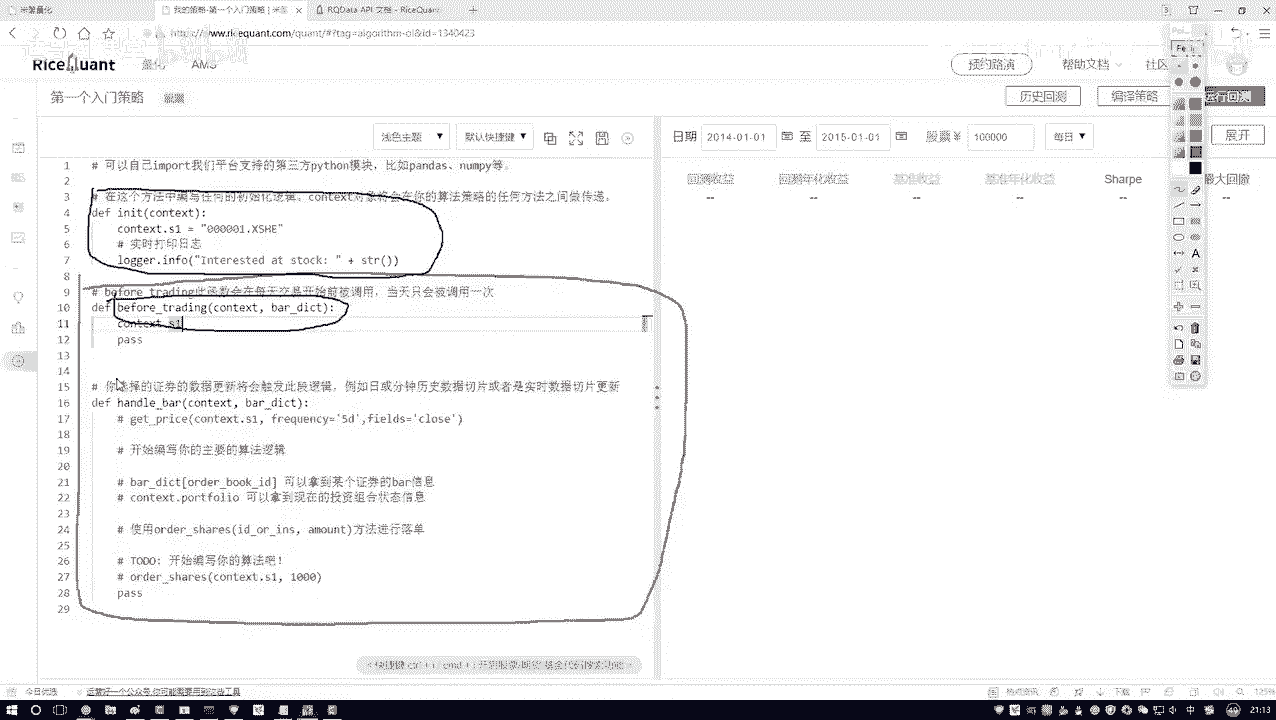 米筐量化
我的策略-第一个入门策略 | 米筐
RQData API 文档 - RiceQuant
www.ricequant.com/quant/#?tag=algorithm-ol&id=1340423
RiceQuant
AMS
预约路演
帮助文档
社区
第一个入门策略
编辑
历史回测
编译策略
运行回测
浅色主题
默认快捷键
日期
2014-01-01
至
2015-01-01
股票 ¥
100000
每日
展开
回测收益
回测年化收益
基准收益
基准年化收益
Sharpe
最大回撤
--
--
--
--
--
--
1 # 可以自己import我们平台支持的第三方python模块，比如pandas、numpy等。
2
3 # 在这个方法中编写任何的初始化逻辑。context对象将会在你的算法策略的任何方法之间做传递。
4 def init(context):
5 context.s1 = "000001.XSHE"
6 # 实时打印日志
7 logger.info("Interested at stock: " + str())
8
9 # before_trading此函数会在每天交易开始前被调用，当天只会被调用一次
10 def before_trading(context, bar_dict):
11 context.s1
12 pass
13
14
15 # 你选择的证券的数据更新将会触发此段逻辑，例如日或分钟历史数据切片或者是实时数据切片更新
16 def handle_bar(context, bar_dict):
17 # get_price(context.s1, frequency='5d',fields='close')
18
19 # 开始编写你的主要的算法逻辑
20
21 # bar_dict[order_book_id] 可以拿到某个证券的bar信息
22 # context.portfolio 可以拿到现在的投资组合状态信息
23
24 # 使用order_shares(id_or_ins, amount)方法进行落单
25
26 # TODO: 开始编写你的算法吧！
27 # order_shares(context.s1, 1000)
28 pass
29
21:13